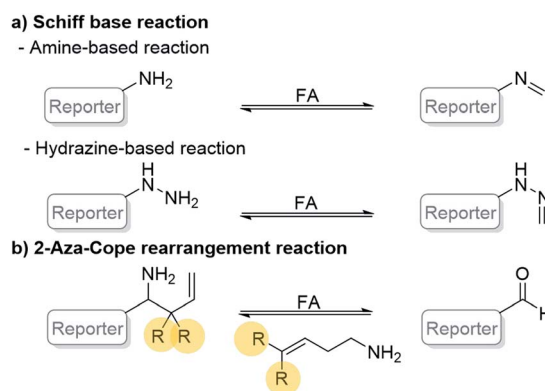 a) Schiff base reaction
- Amine-based reaction
NH2
Reporter
FA
N
Reporter
- Hydrazine-based reaction
H
N
NH2
Reporter
FA
H
N
N
Reporter
b) 2-Aza-Cope rearrangement reaction
NH2
Reporter
R R
FA
R
R
NH2
O
H
Reporter